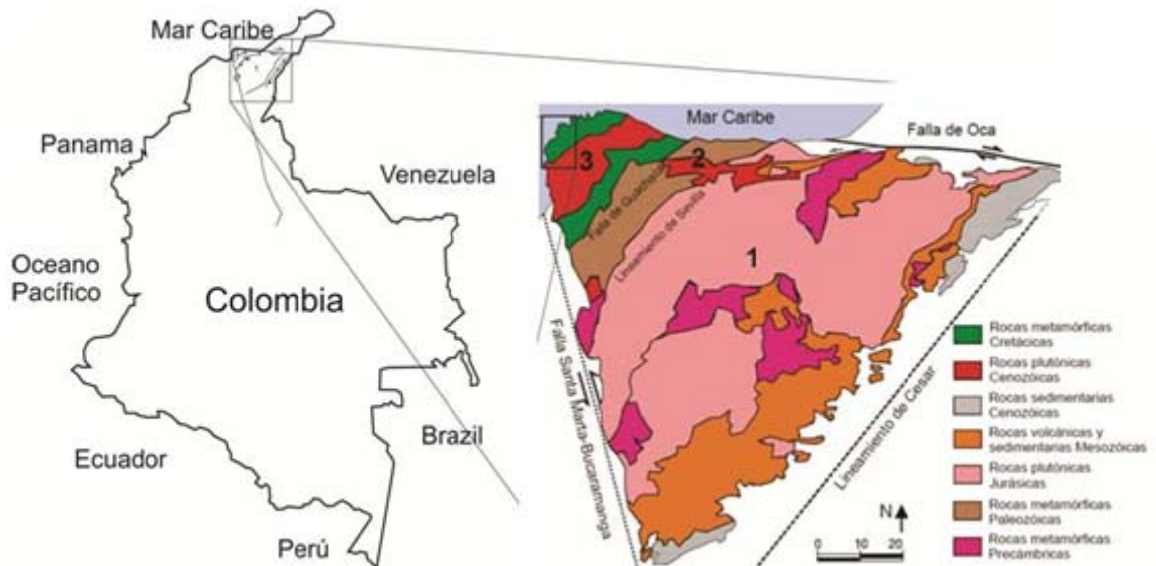 Mar Caribe
Panama
Venezuela
Oceano
Pacífico
Colombia
Ecuador
Brazil
Perú
Mar Caribe
Falla de Oca
3
2
Falla de Guachaca
Lineamiento de Sevilla
1
Falla Santa Marta-Bucaramanga
Lineamiento de Cesar
Rocas metamórficas
Cretácicas
Rocas plutónicas
Cenozóicas
Rocas sedimentarias
Cenozóicas
Rocas volcánicas y
sedimentarias Mesozóicas
Rocas plutónicas
Jurásicas
Rocas metamórficas
Paleozóicas
Rocas metamórficas
Precámbricas
N
0 10 20